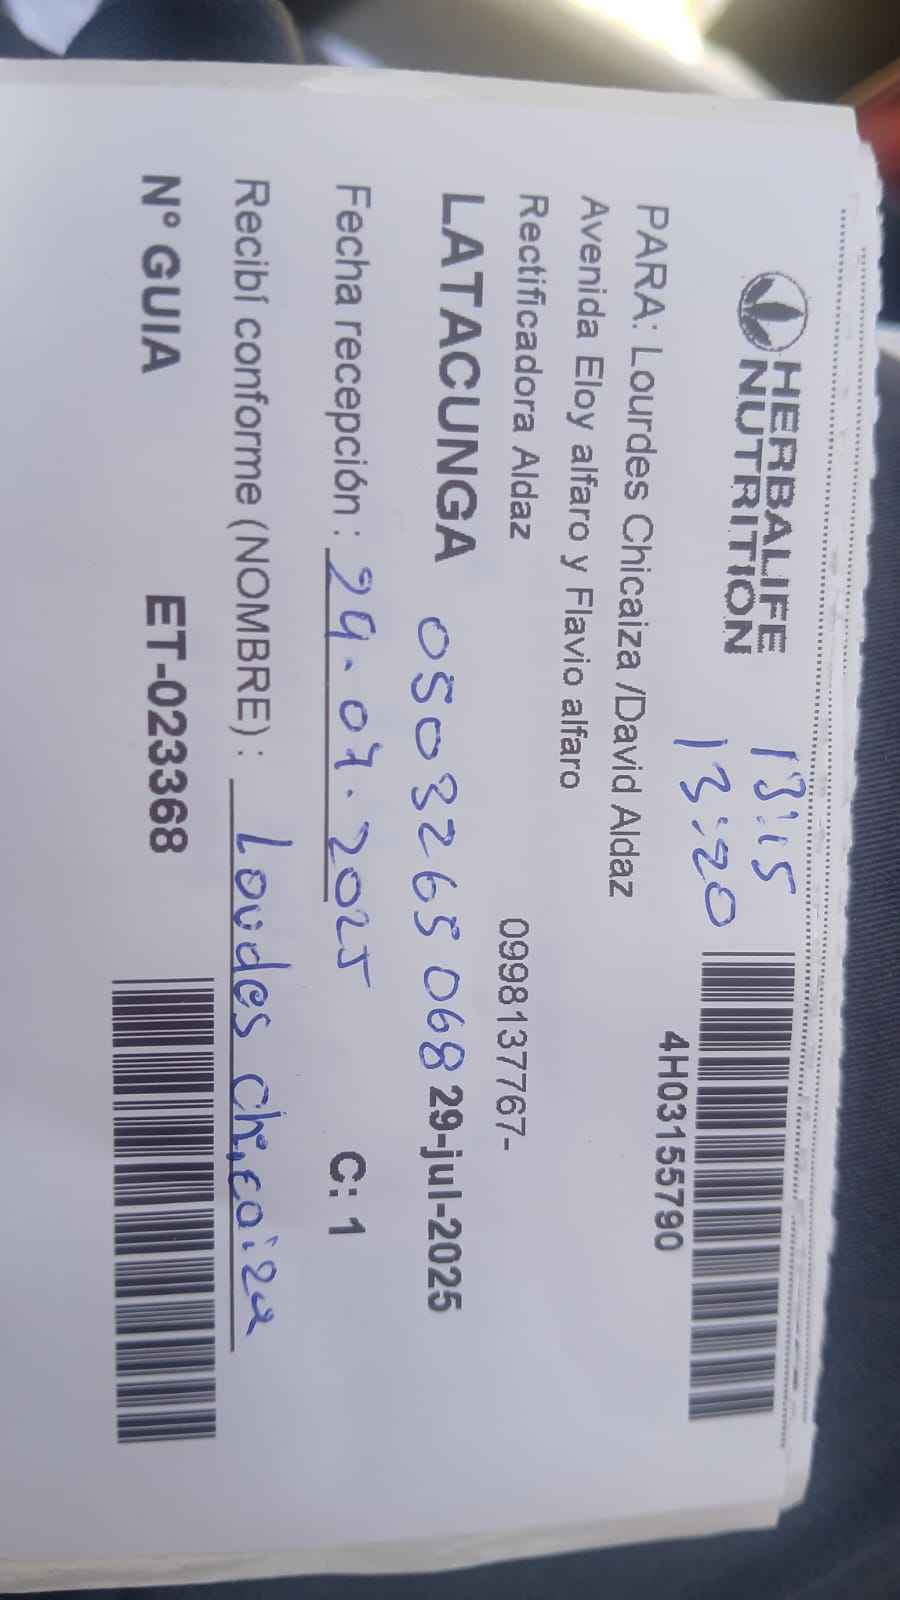 HERBALIFE
NUTRITION
13:15
13:20
4H03155790
PARA: Lourdes Chicaiza /David Aldaz
Avenida Eloy alfaro y Flavio alfaro
Rectificadora Aldaz 0998137767-
LATACUNGA 0503265068 29-jul-2025
Fecha recepción : 29.07.2025 C: 1
Recibí conforme (NOMBRE) : Loudes Chicaiza
N° GUIA ET-023368